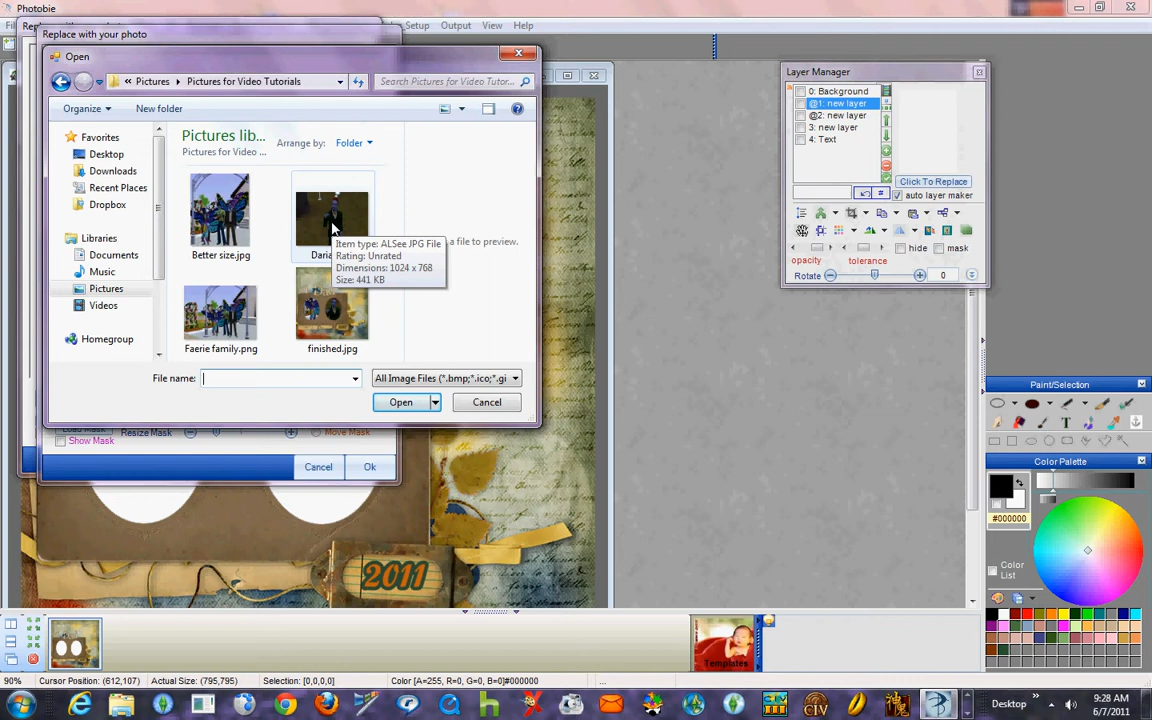 Photobie
Setup Output View Help
Replace with your photo
Open
Pictures Pictures for Video Tutorials
Search Pictures for Video Tutor...
Organize New folder
Favorites
Desktop
Downloads
Recent Places
Dropbox
Libraries
Documents
Music
Pictures
Videos
Homegroup
Pictures lib...
Pictures for Video ...
Arrange by: Folder
Better size.jpg
Daria
Faerie family.png
finished.jpg
Item type: ALSee JPG File
Rating: Unrated
Dimensions: 1024 x 768
Size: 441 KB
a file to preview.
File name:
All Image Files (*.bmp;*.ico;*.gi
Open
Cancel
Load Mask Resize Mask Move Mask
Show Mask
Cancel Ok
2011
Layer Manager
0: Background
@1: new layer
@2: new layer
3: new layer
4: Text
Click To Replace
# auto layer maker
hide mask
opacity tolerance
Rotate 0
Paint/Selection
T
Color Palette
#000000
Color
List
Templates
90% Cursor Position: (612,107) Actual Size: (795,795) Selection: [0,0,0,0] Color [A=255, R=0, G=0, B=0]#000000 ...
Desktop
9:28 AM
6/7/2011